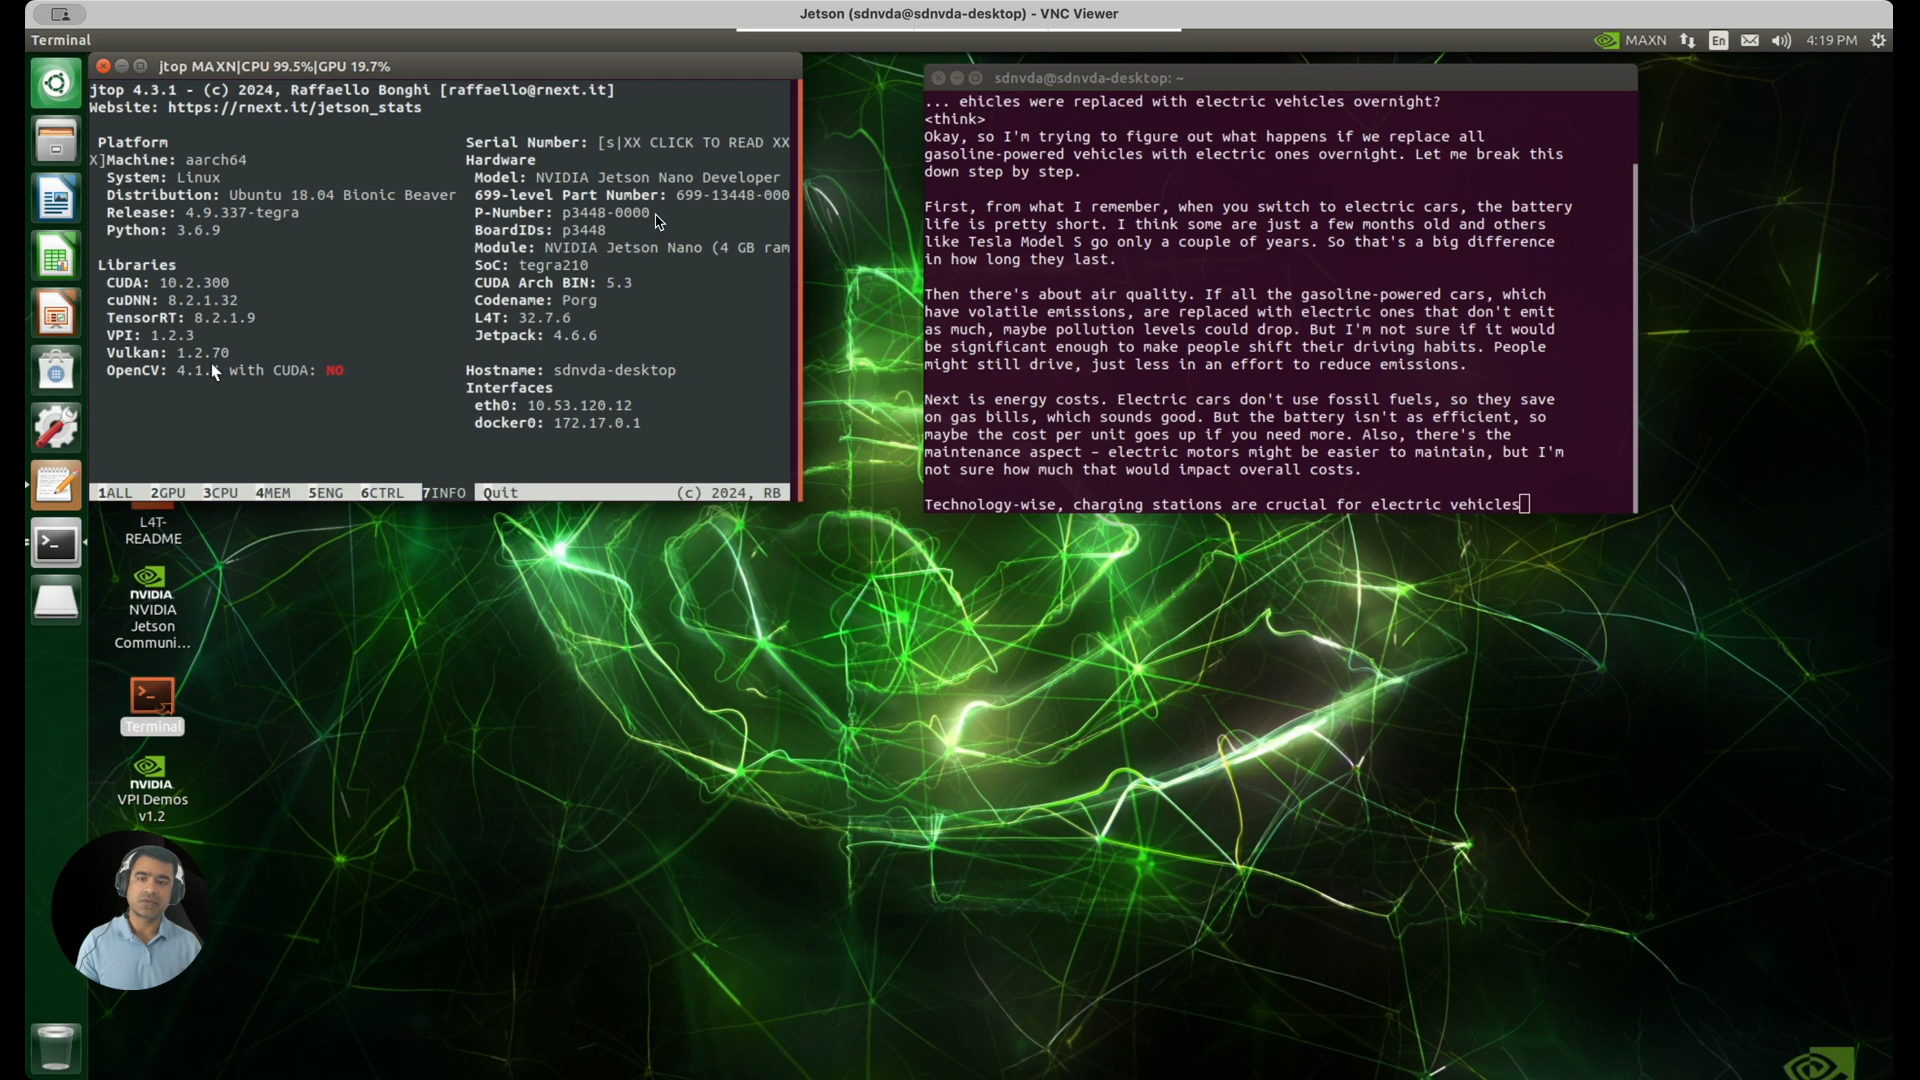 Jetson (sdnvda@sdnvda-desktop) - VNC Viewer
Terminal
MAXN
En
4:19 PM
jtop MAXN|CPU 99.5%|GPU 19.7%
jtop 4.3.1 - (c) 2024, Raffaello Bonghi [raffaello@rnext.it]
Website: https://rnext.it/jetson_stats
Platform
X]Machine: aarch64
System: Linux
Distribution: Ubuntu 18.04 Bionic Beaver
Release: 4.9.337-tegra
Python: 3.6.9
Libraries
CUDA: 10.2.300
cuDNN: 8.2.1.32
TensorRT: 8.2.1.9
VPI: 1.2.3
Vulkan: 1.2.70
OpenCV: 4.1. with CUDA: NO
Serial Number: [s|XX CLICK TO READ XX
Hardware
Model: NVIDIA Jetson Nano Developer
699-level Part Number: 699-13448-000
P-Number: p3448-0000
BoardIDs: p3448
Module: NVIDIA Jetson Nano (4 GB ram
SoC: tegra210
CUDA Arch BIN: 5.3
Codename: Porg
L4T: 32.7.6
Jetpack: 4.6.6
Hostname: sdnvda-desktop
Interfaces
eth0: 10.53.120.12
docker0: 172.17.0.1
1ALL 2GPU 3CPU 4MEM 5ENG 6CTRL 7INFO Quit (c) 2024, RB
sdnvda@sdnvda-desktop: ~
... ehicles were replaced with electric vehicles overnight?
<think>
Okay, so I'm trying to figure out what happens if we replace all
gasoline-powered vehicles with electric ones overnight. Let me break this
down step by step.
First, from what I remember, when you switch to electric cars, the battery
life is pretty short. I think some are just a few months old and others
like Tesla Model S go only a couple of years. So that's a big difference
in how long they last.
Then there's about air quality. If all the gasoline-powered cars, which
have volatile emissions, are replaced with electric ones that don't emit
as much, maybe pollution levels could drop. But I'm not sure if it would
be significant enough to make people shift their driving habits. People
might still drive, just less in an effort to reduce emissions.
Next is energy costs. Electric cars don't use fossil fuels, so they save
on gas bills, which sounds good. But the battery isn't as efficient, so
maybe the cost per unit goes up if you need more. Also, there's the
maintenance aspect – electric motors might be easier to maintain, but I'm
not sure how much that would impact overall costs.
Technology-wise, charging stations are crucial for electric vehicles
L4T-
README
NVIDIA.
NVIDIA
Jetson
Communi...
Terminal
NVIDIA.
VPI Demos
v1.2